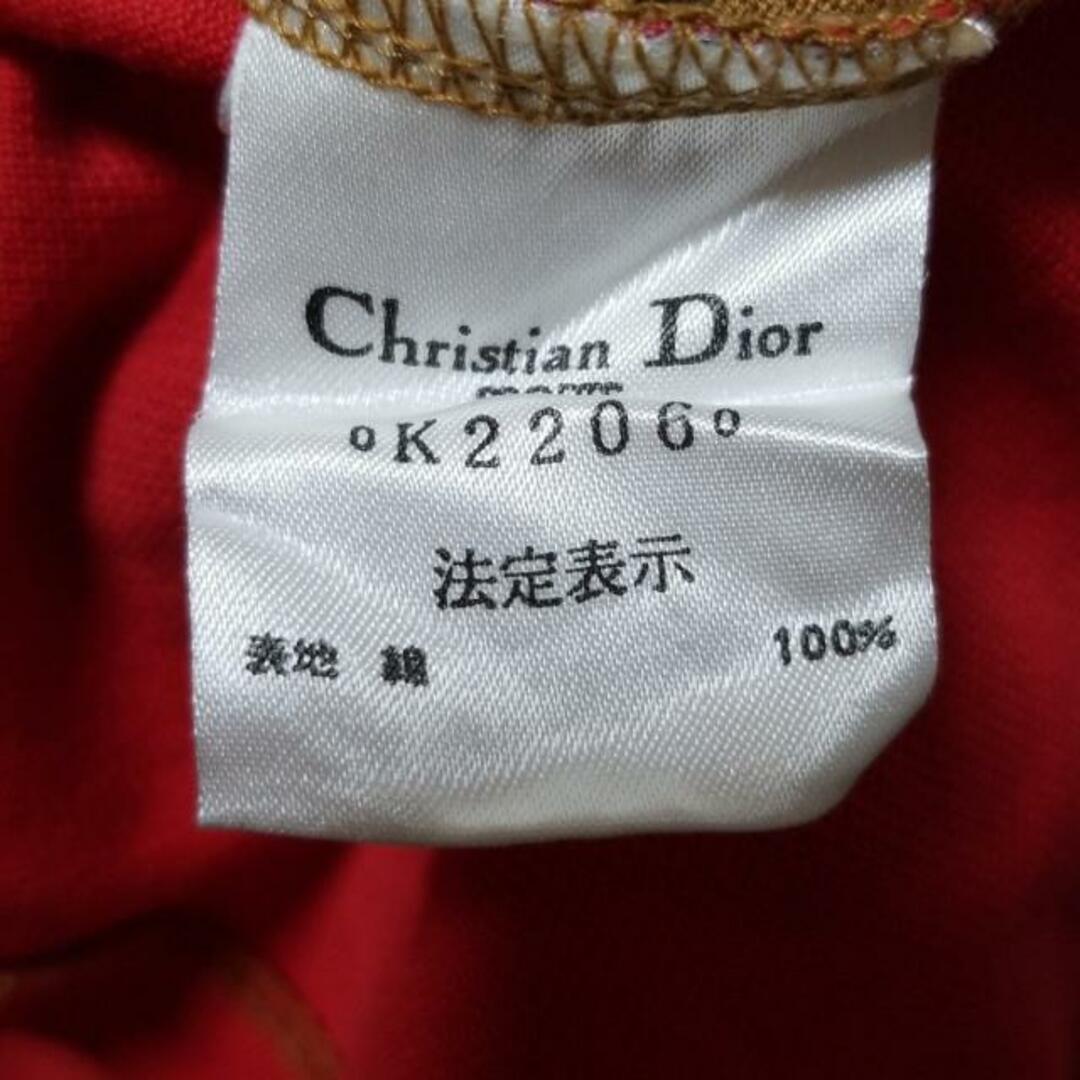 Christian Dior
°K2206°
法定表示
表地 綿 100%